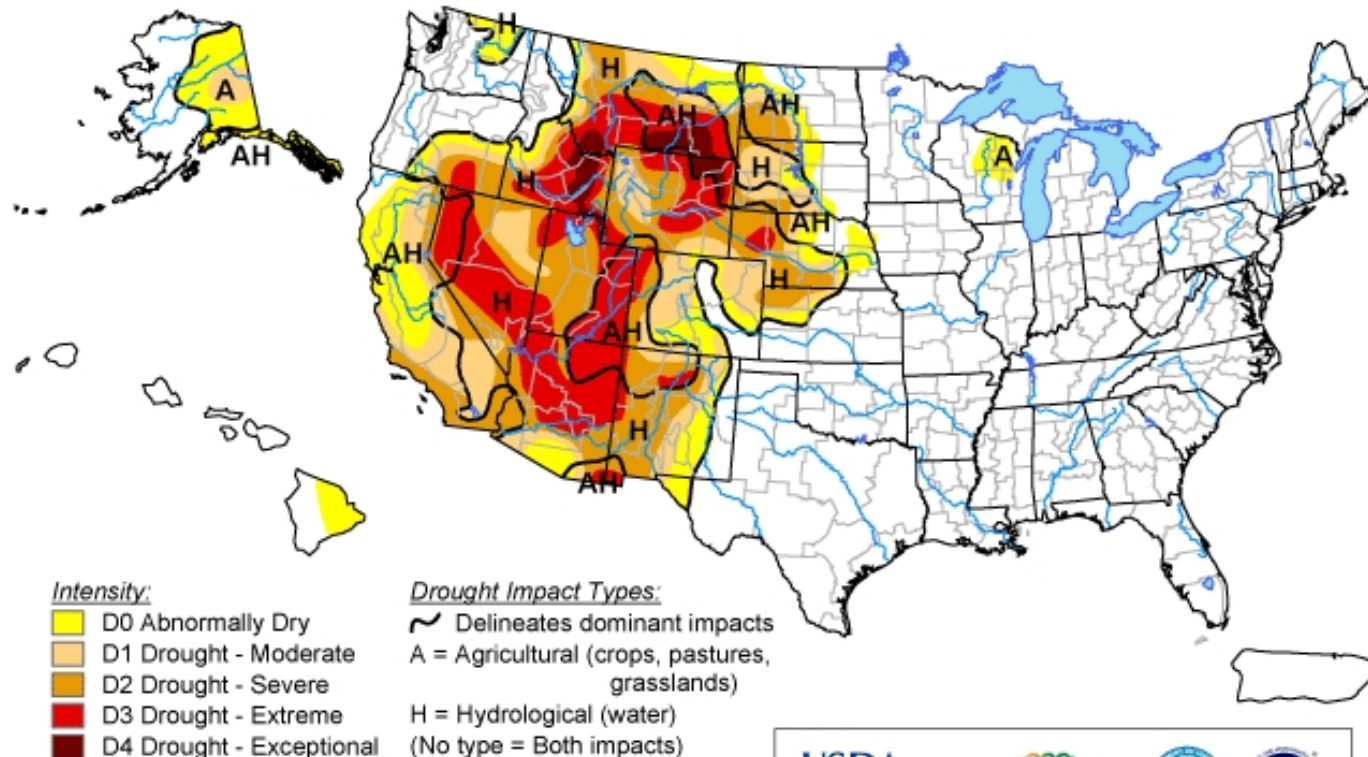 H
H
A
AH
AH
AH
A
H
H
AH
AH
H
H
AH
H
AH
Intensity:
D0 Abnormally Dry
D1 Drought - Moderate
D2 Drought - Severe
D3 Drought - Extreme
D4 Drought - Exceptional
Drought Impact Types:
Delineates dominant impacts
A = Agricultural (crops, pastures,
grasslands)
H = Hydrological (water)
(No type = Both impacts)
USDA